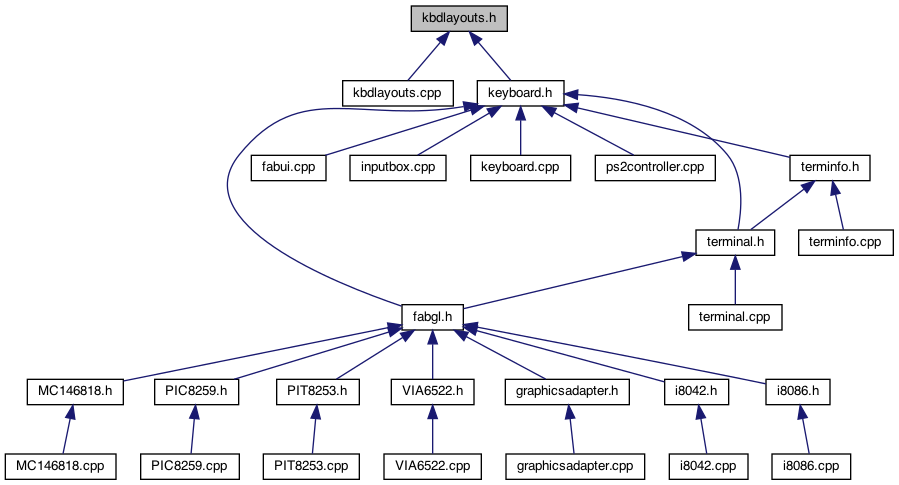 kbdlayouts.h
kbdlayouts.cpp
keyboard.h
fabui.cpp
inputbox.cpp
keyboard.cpp
ps2controller.cpp
terminfo.h
terminal.h
terminfo.cpp
fabgl.h
terminal.cpp
MC146818.h
PIC8259.h
PIT8253.h
VIA6522.h
graphicsadapter.h
i8042.h
i8086.h
MC146818.cpp
PIC8259.cpp
PIT8253.cpp
VIA6522.cpp
graphicsadapter.cpp
i8042.cpp
i8086.cpp